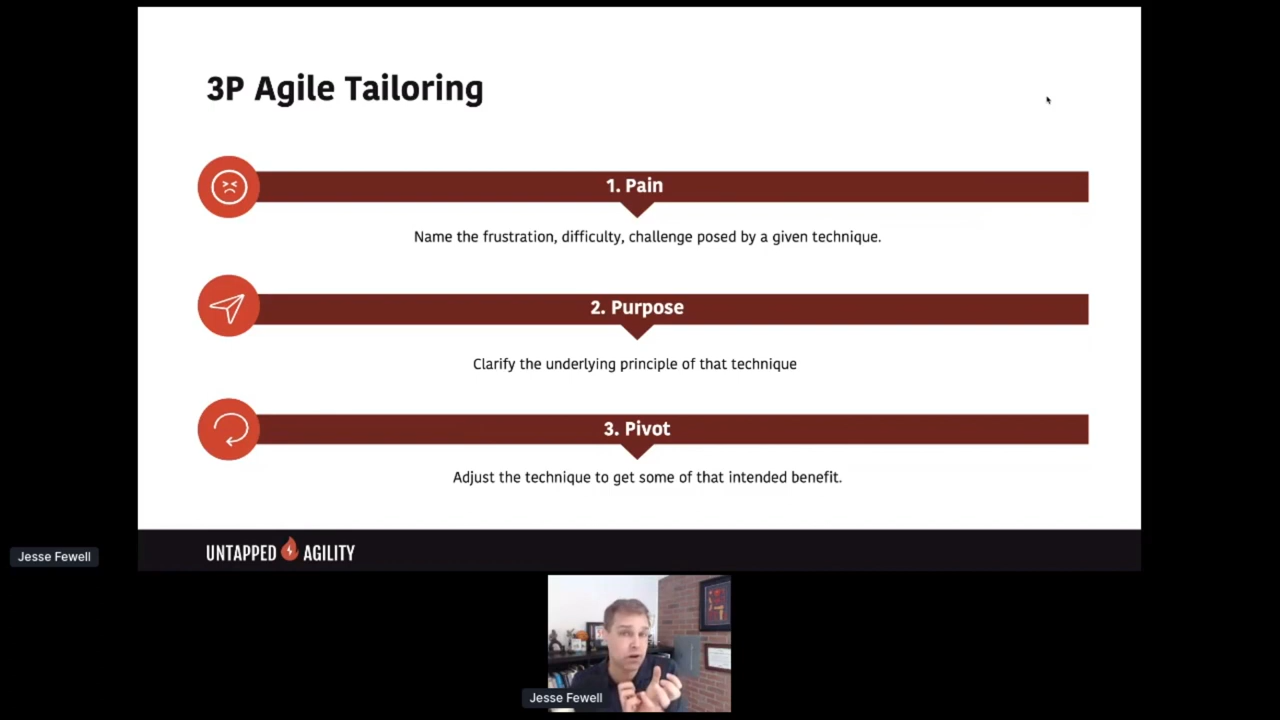 3P Agile Tailoring
1. Pain
Name the frustration, difficulty, challenge posed by a given technique.
2. Purpose
Clarify the underlying principle of that technique
3. Pivot
Adjust the technique to get some of that intended benefit.
UNTAPPED AGILITY
Jesse Fewell
Jesse Fewell